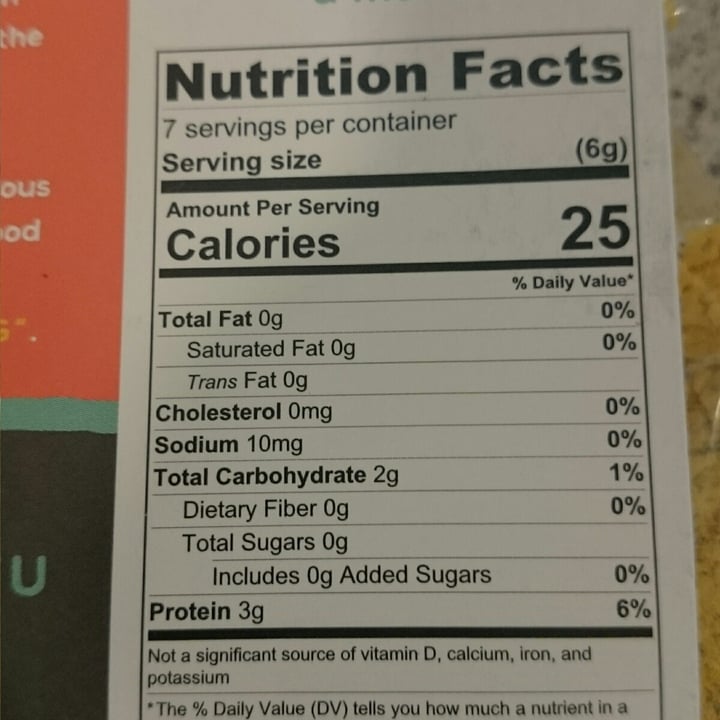 the
ous
U
Nutrition Facts
7 servings per container
Serving size (6g)
Amount Per Serving
Calories 25
% Daily Value*
Total Fat 0g 0%
Saturated Fat 0g 0%
Trans Fat 0g
Cholesterol 0mg 0%
Sodium 10mg 0%
Total Carbohydrate 2g 1%
Dietary Fiber 0g 0%
Total Sugars 0g
Includes 0g Added Sugars 0%
Protein 3g 6%
Not a significant source of vitamin D, calcium, iron, and
potassium
*The % Daily Value (DV) tells you how much a nutrient in a